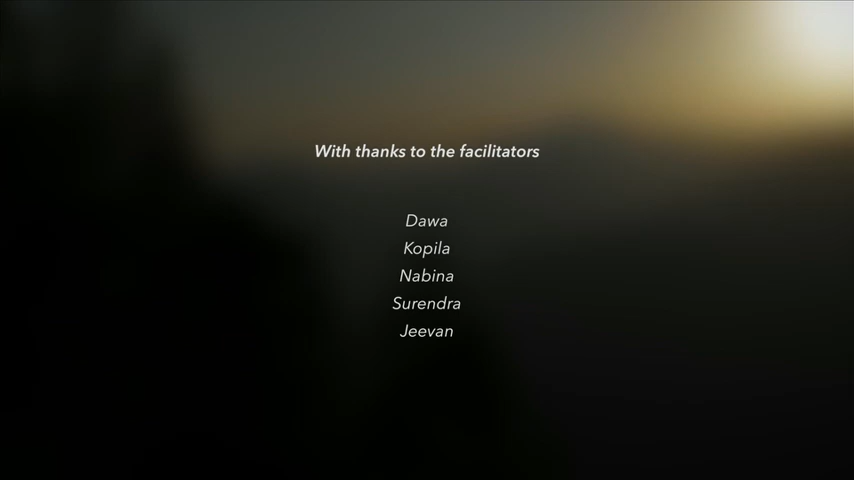 With thanks to the facilitators
Dawa
Kopila
Nabina
Surendra
Jeevan